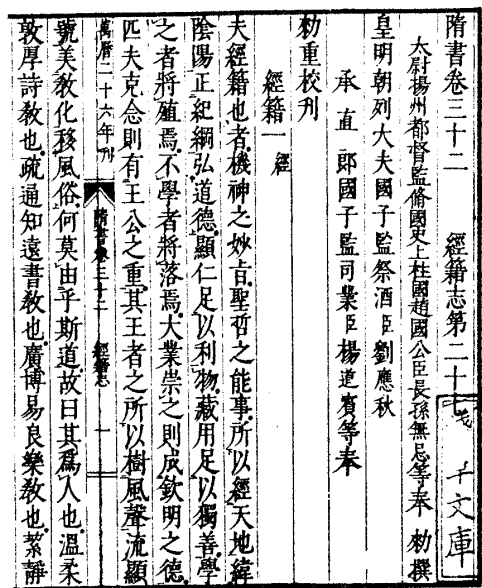 隋書卷三十二 經籍志第二十七
太尉揚州都督監脩國史上柱國趙國公臣長孫無忌等奉 勑撰
皇明朝列大夫國子監祭酒臣劉應秋
承直郎國子監司業臣楊道賓等奉
勑重校刊
經籍一 經
夫經籍也者機神之妙旨聖哲之能事所以經天地緯
陰陽正紀綱弘道德顯仁足以利物藏用足以獨善學
之者將殖焉不學者將落焉大業崇之則成欽明之德
匹夫克念則有王公之重其王者之所以樹風聲流顯
萬曆二十六年刊 隋書卷三十二 經籍志 一
號美敎化移風俗何莫由乎斯道故曰其爲人也溫柔
敦厚詩敎也疏通知遠書敎也廣博易良樂敎也絜靜
文庫